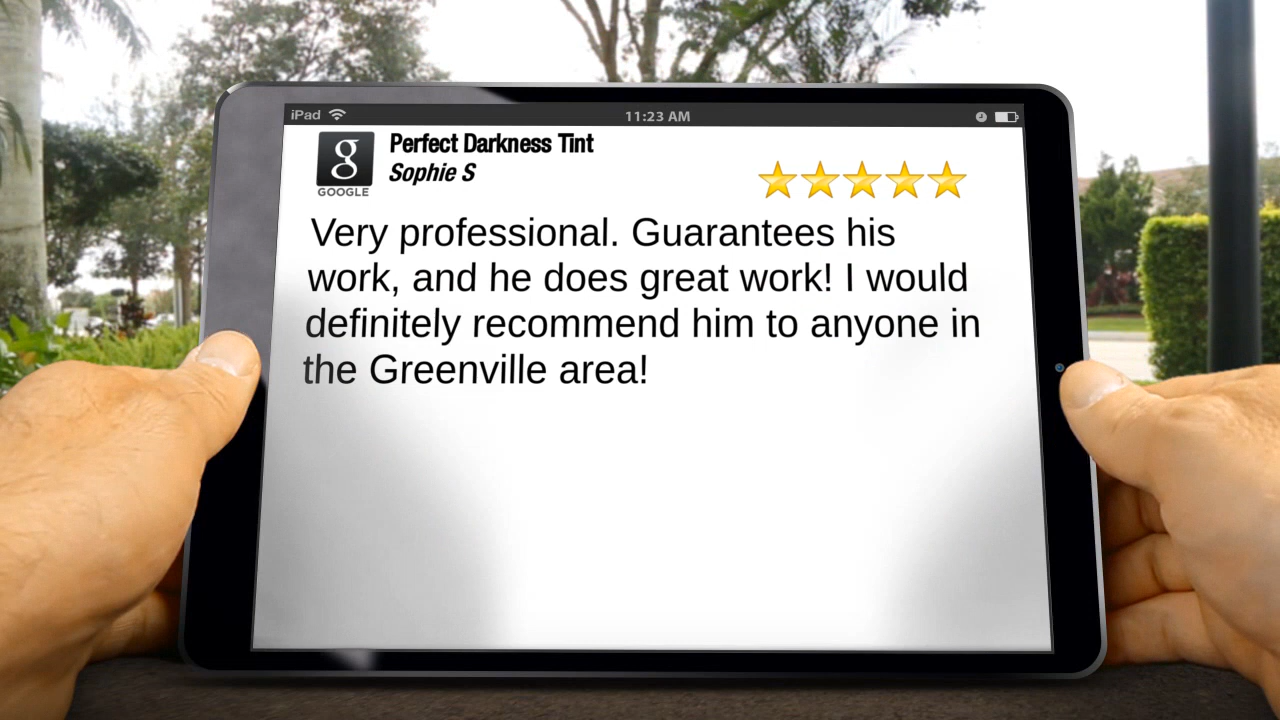 iPad 11:23 AM
g
GOOGLE
Perfect Darkness Tint
Sophie S
Very professional. Guarantees his
work, and he does great work! I would
definitely recommend him to anyone in
the Greenville area!